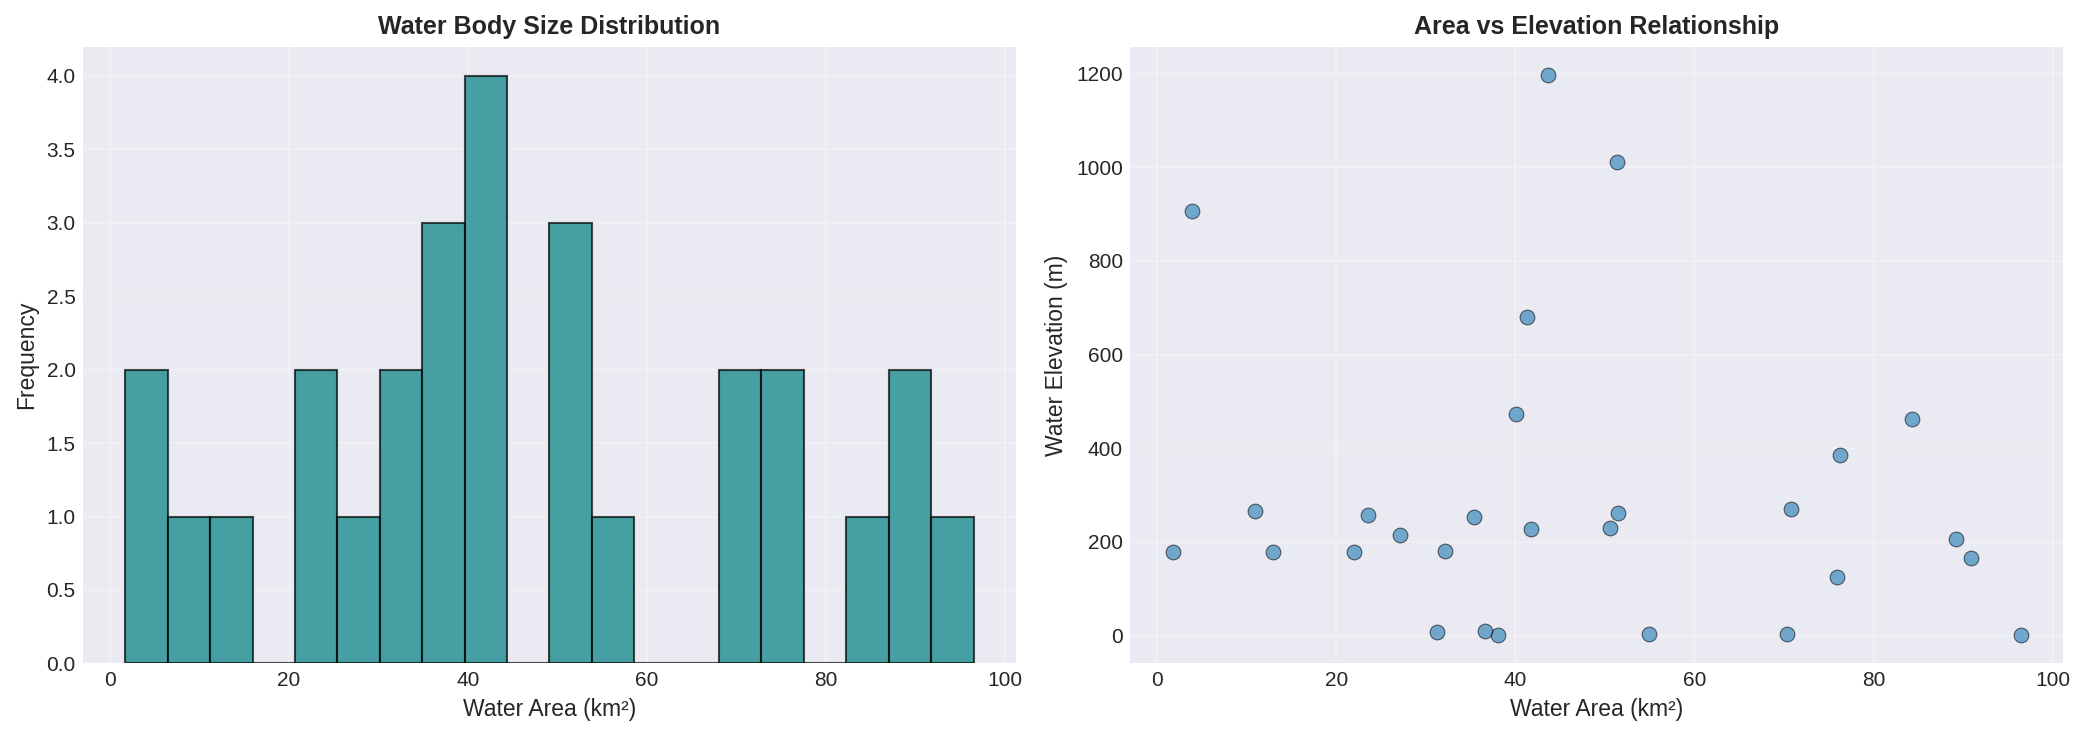 Water Body Size Distribution
4.0
3.5
3.0
2.5
2.0
1.5
1.0
0.5
0.0
Frequency
0 20 40 60 80 100
Water Area (km²)
Area vs Elevation Relationship
1200
1000
800
600
400
200
0
Water Elevation (m)
0 20 40 60 80 100
Water Area (km²)